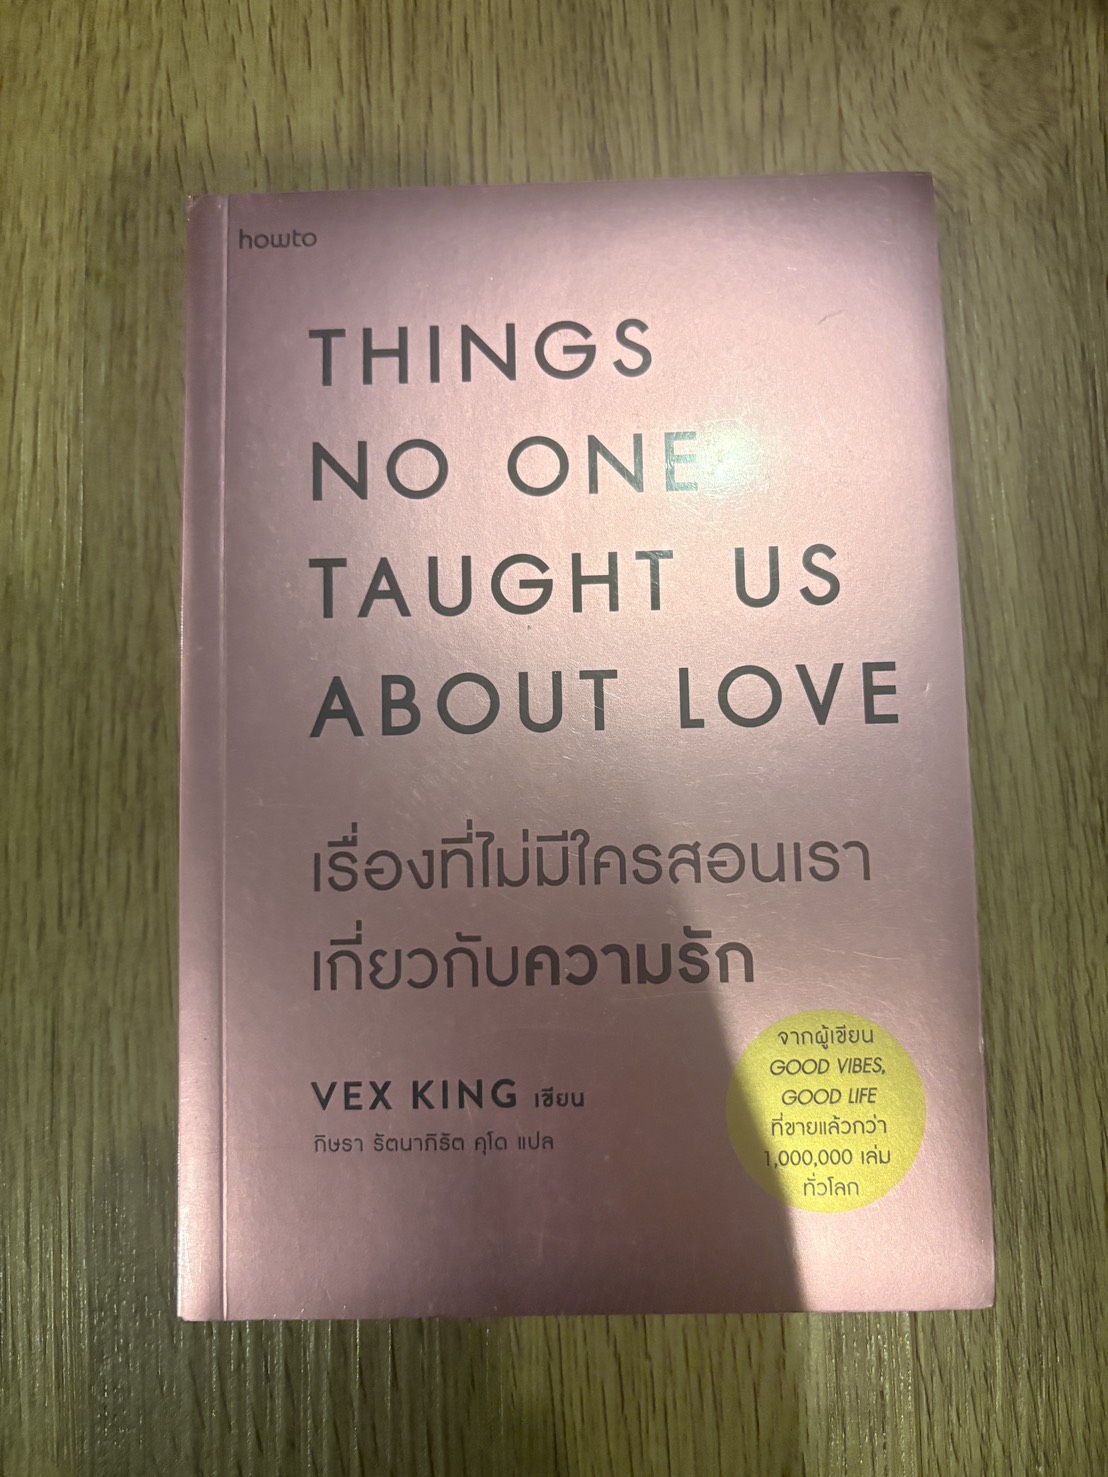 howto
THINGS
NO ONE
TAUGHT US
ABOUT LOVE
เรื่องที่ไม่มีใครสอนเรา
เกี่ยวกับความรัก
VEX KING เขียน
กิษรา รัตนาภิรัต คุโด แปล
จากผู้เขียน
GOOD VIBES,
GOOD LIFE
ที่ขายแล้วกว่า
1,000,000 เล่ม
ทั่วโลก